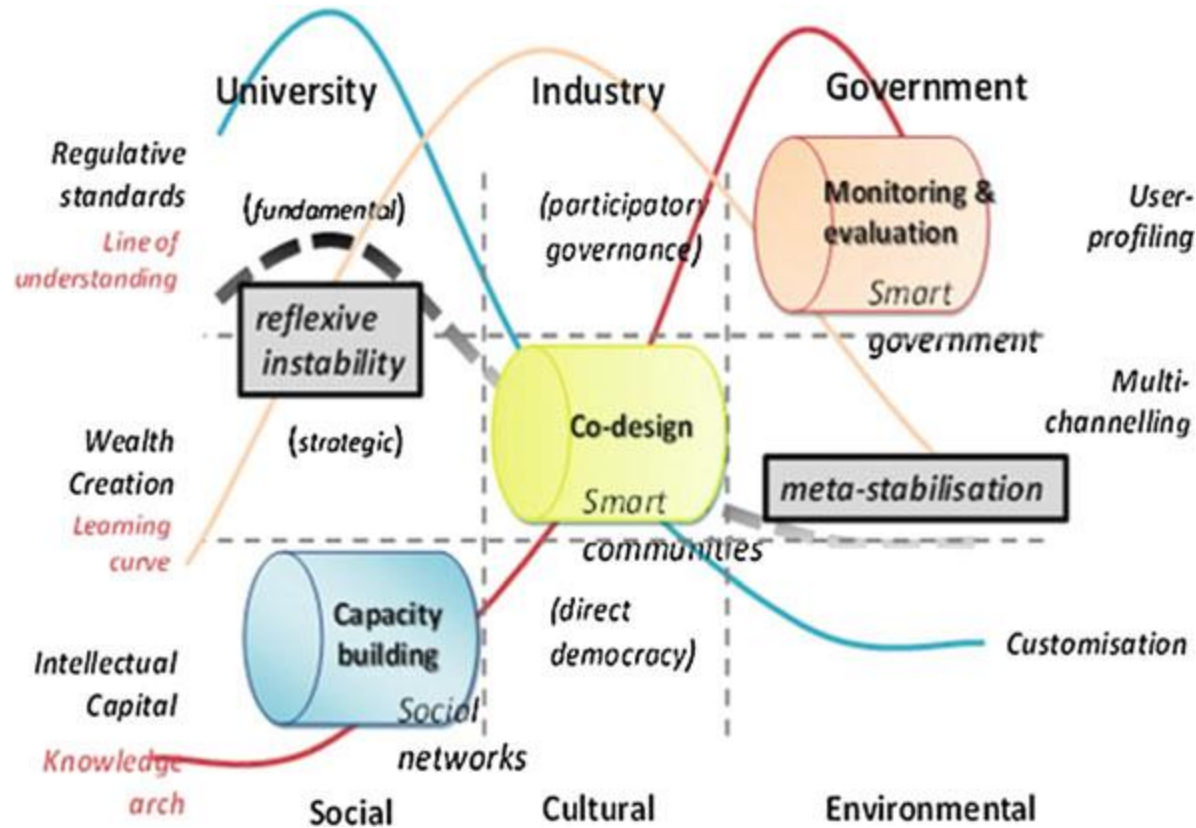 University
Industry
Government
Regulative
standards
Line of
understanding
(fundamental)
(participatory
governance)
Monitoring &
evaluation
Smart
government
User-
profiling
reflexive
instability
Multi-
channelling
Wealth
Creation
Learning
curve
(strategic)
Co-design
Smart
communities
meta-stabilisation
Capacity
building
Social
networks
(direct
democracy)
Customisation
Intellectual
Capital
Knowledge
arch
Social
Cultural
Environmental